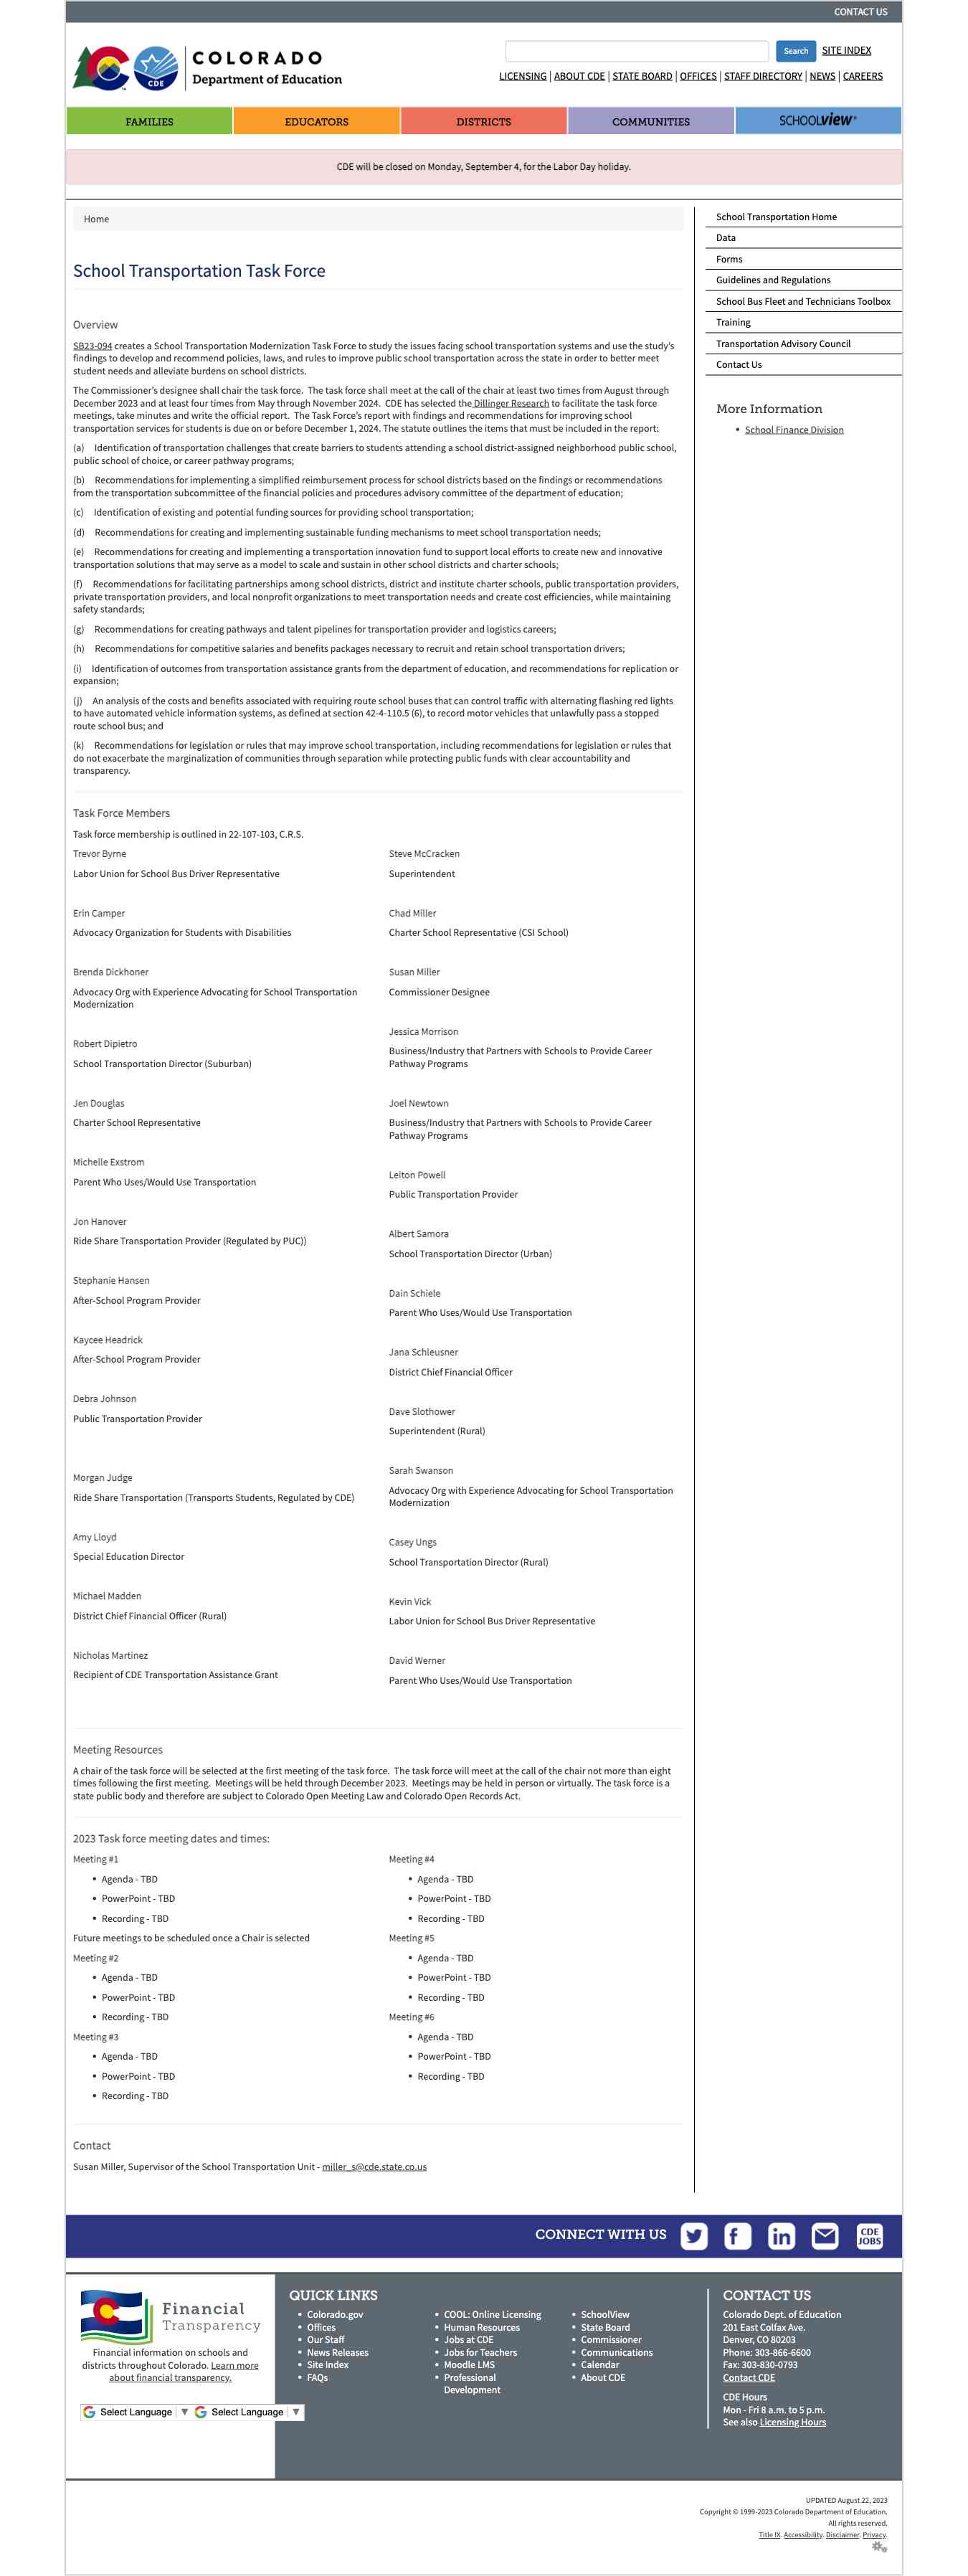 CONTACT US
COLORADO
Department of Education
CDE
Search
SITE INDEX
LICENSING | ABOUT CDE | STATE BOARD | OFFICES | STAFF DIRECTORY | NEWS | CAREERS
FAMILIES
EDUCATORS
DISTRICTS
COMMUNITIES
SCHOOLVIEW®
CDE will be closed on Monday, September 4, for the Labor Day holiday.
Home
School Transportation Task Force
Overview
SB23-094 creates a School Transportation Modernization Task Force to study the issues facing school transportation systems and use the study's
findings to develop and recommend policies, laws, and rules to improve public school transportation across the state in order to better meet
student needs and alleviate burdens on school districts.
The Commissioner's designee shall chair the task force.  The task force shall meet at the call of the chair at least two times from August through
December 2023 and at least four times from May through November 2024.  CDE has selected the Dillinger Research to facilitate the task force
meetings, take minutes and write the official report.  The Task Force's report with findings and recommendations for improving school
transportation services for students is due on or before December 1, 2024. The statute outlines the items that must be included in the report:
(a)    Identification of transportation challenges that create barriers to students attending a school district-assigned neighborhood public school,
public school of choice, or career pathway programs;
(b)    Recommendations for implementing a simplified reimbursement process for school districts based on the findings or recommendations
from the transportation subcommittee of the financial policies and procedures advisory committee of the department of education;
(c)    Identification of existing and potential funding sources for providing school transportation;
(d)    Recommendations for creating and implementing sustainable funding mechanisms to meet school transportation needs;
(e)    Recommendations for creating and implementing a transportation innovation fund to support local efforts to create new and innovative
transportation solutions that may serve as a model to scale and sustain in other school districts and charter schools;
(f)    Recommendations for facilitating partnerships among school districts, district and institute charter schools, public transportation providers,
private transportation providers, and local nonprofit organizations to meet transportation needs and create cost efficiencies, while maintaining
safety standards;
(g)    Recommendations for creating pathways and talent pipelines for transportation provider and logistics careers;
(h)    Recommendations for competitive salaries and benefits packages necessary to recruit and retain school transportation drivers;
(i)    Identification of outcomes from transportation assistance grants from the department of education, and recommendations for replication or
expansion;
(j)    An analysis of the costs and benefits associated with requiring route school buses that can control traffic with alternating flashing red lights
to have automated vehicle information systems, as defined at section 42-4-110.5 (6), to record motor vehicles that unlawfully pass a stopped
route school bus; and
(k)    Recommendations for legislation or rules that may improve school transportation, including recommendations for legislation or rules that
do not exacerbate the marginalization of communities through separation while protecting public funds with clear accountability and
transparency.
Task Force Members
Task force membership is outlined in 22-107-103, C.R.S.
Trevor Byrne
Labor Union for School Bus Driver Representative
Erin Camper
Advocacy Organization for Students with Disabilities
Brenda Dickhoner
Advocacy Org with Experience Advocating for School Transportation
Modernization
Robert Dipietro
School Transportation Director (Suburban)
Jen Douglas
Charter School Representative
Michelle Exstrom
Parent Who Uses/Would Use Transportation
Jon Hanover
Ride Share Transportation Provider (Regulated by PUC))
Stephanie Hansen
After-School Program Provider
Kaycee Headrick
After-School Program Provider
Debra Johnson
Public Transportation Provider
Morgan Judge
Ride Share Transportation (Transports Students, Regulated by CDE)
Amy Lloyd
Special Education Director
Michael Madden
District Chief Financial Officer (Rural)
Nicholas Martinez
Recipient of CDE Transportation Assistance Grant
Steve McCracken
Superintendent
Chad Miller
Charter School Representative (CSI School)
Susan Miller
Commissioner Designee
Jessica Morrison
Business/Industry that Partners with Schools to Provide Career
Pathway Programs
Joel Newtown
Business/Industry that Partners with Schools to Provide Career
Pathway Programs
Leiton Powell
Public Transportation Provider
Albert Samora
School Transportation Director (Urban)
Dain Schiele
Parent Who Uses/Would Use Transportation
Jana Schleusner
District Chief Financial Officer
Dave Slothower
Superintendent (Rural)
Sarah Swanson
Advocacy Org with Experience Advocating for School Transportation
Modernization
Casey Ungs
School Transportation Director (Rural)
Kevin Vick
Labor Union for School Bus Driver Representative
David Werner
Parent Who Uses/Would Use Transportation
Meeting Resources
A chair of the task force will be selected at the first meeting of the task force.  The task force will meet at the call of the chair not more than eight
times following the first meeting.  Meetings will be held through December 2023.  Meetings may be held in person or virtually. The task force is a
state public body and therefore are subject to Colorado Open Meeting Law and Colorado Open Records Act.
2023 Task force meeting dates and times:
Meeting #1
• Agenda - TBD
• PowerPoint - TBD
• Recording - TBD
Future meetings to be scheduled once a Chair is selected
Meeting #2
• Agenda - TBD
• PowerPoint - TBD
• Recording - TBD
Meeting #3
• Agenda - TBD
• PowerPoint - TBD
• Recording - TBD
Meeting #4
• Agenda - TBD
• PowerPoint - TBD
• Recording - TBD
Meeting #5
• Agenda - TBD
• PowerPoint - TBD
• Recording - TBD
Meeting #6
• Agenda - TBD
• PowerPoint - TBD
• Recording - TBD
Contact
Susan Miller, Supervisor of the School Transportation Unit - miller_s@cde.state.co.us
School Transportation Home
Data
Forms
Guidelines and Regulations
School Bus Fleet and Technicians Toolbox
Training
Transportation Advisory Council
Contact Us
More Information
• School Finance Division
CONNECT WITH US
CDE
JOBS
Financial
Transparency
Financial information on schools and
districts throughout Colorado. Learn more
about financial transparency.
Select Language ▼ Select Language ▼
QUICK LINKS
• Colorado.gov
• Offices
• Our Staff
• News Releases
• Site Index
• FAQs
• COOL: Online Licensing
• Human Resources
• Jobs at CDE
• Jobs for Teachers
• Moodle LMS
• Professional
Development
• SchoolView
• State Board
• Commissioner
• Communications
• Calendar
• About CDE
CONTACT US
Colorado Dept. of Education
201 East Colfax Ave.
Denver, CO 80203
Phone: 303-866-6600
Fax: 303-830-0793
Contact CDE
CDE Hours
Mon - Fri 8 a.m. to 5 p.m.
See also Licensing Hours
UPDATED August 22, 2023
Copyright © 1999-2023 Colorado Department of Education.
All rights reserved.
Title IX. Accessibility. Disclaimer. Privacy.